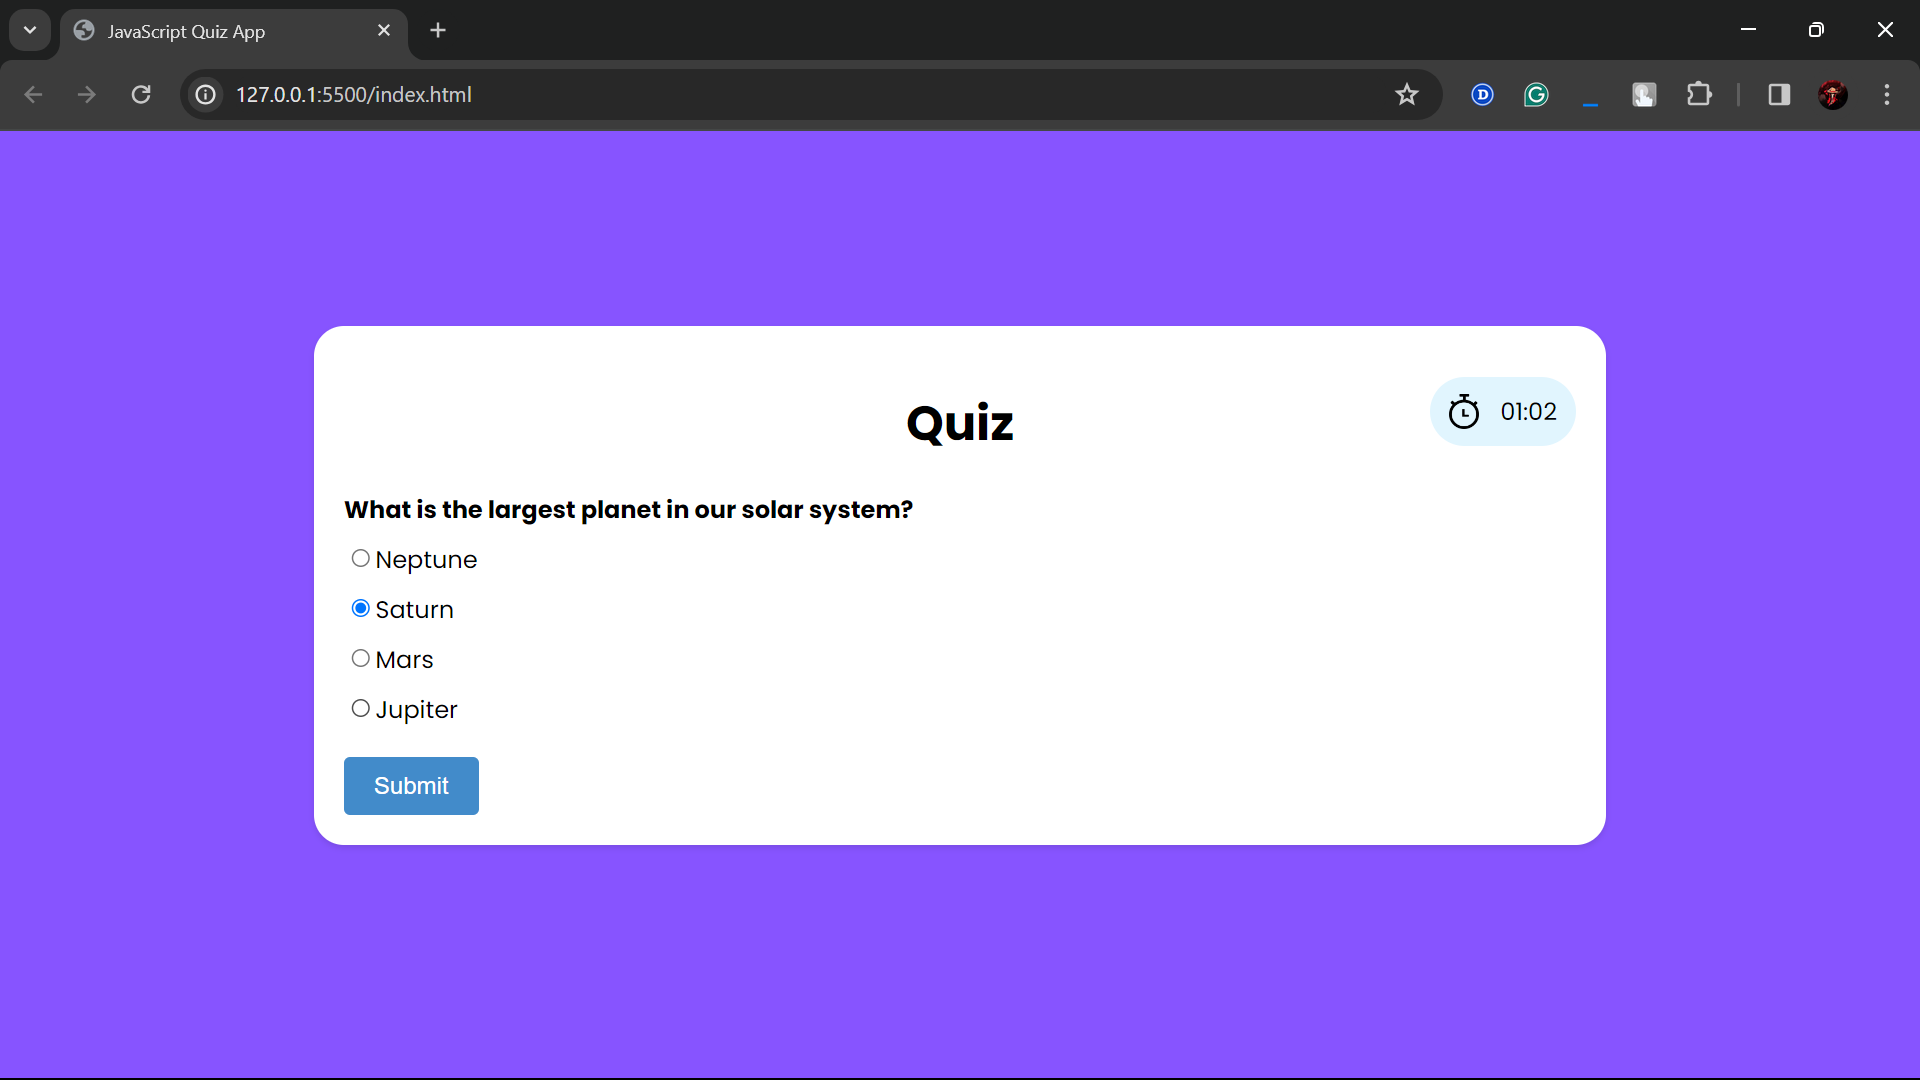 JavaScript Quiz App
127.0.0.1:5500/index.html
D
G
Quiz
01:02
What is the largest planet in our solar system?
Neptune
Saturn
Mars
Jupiter
Submit